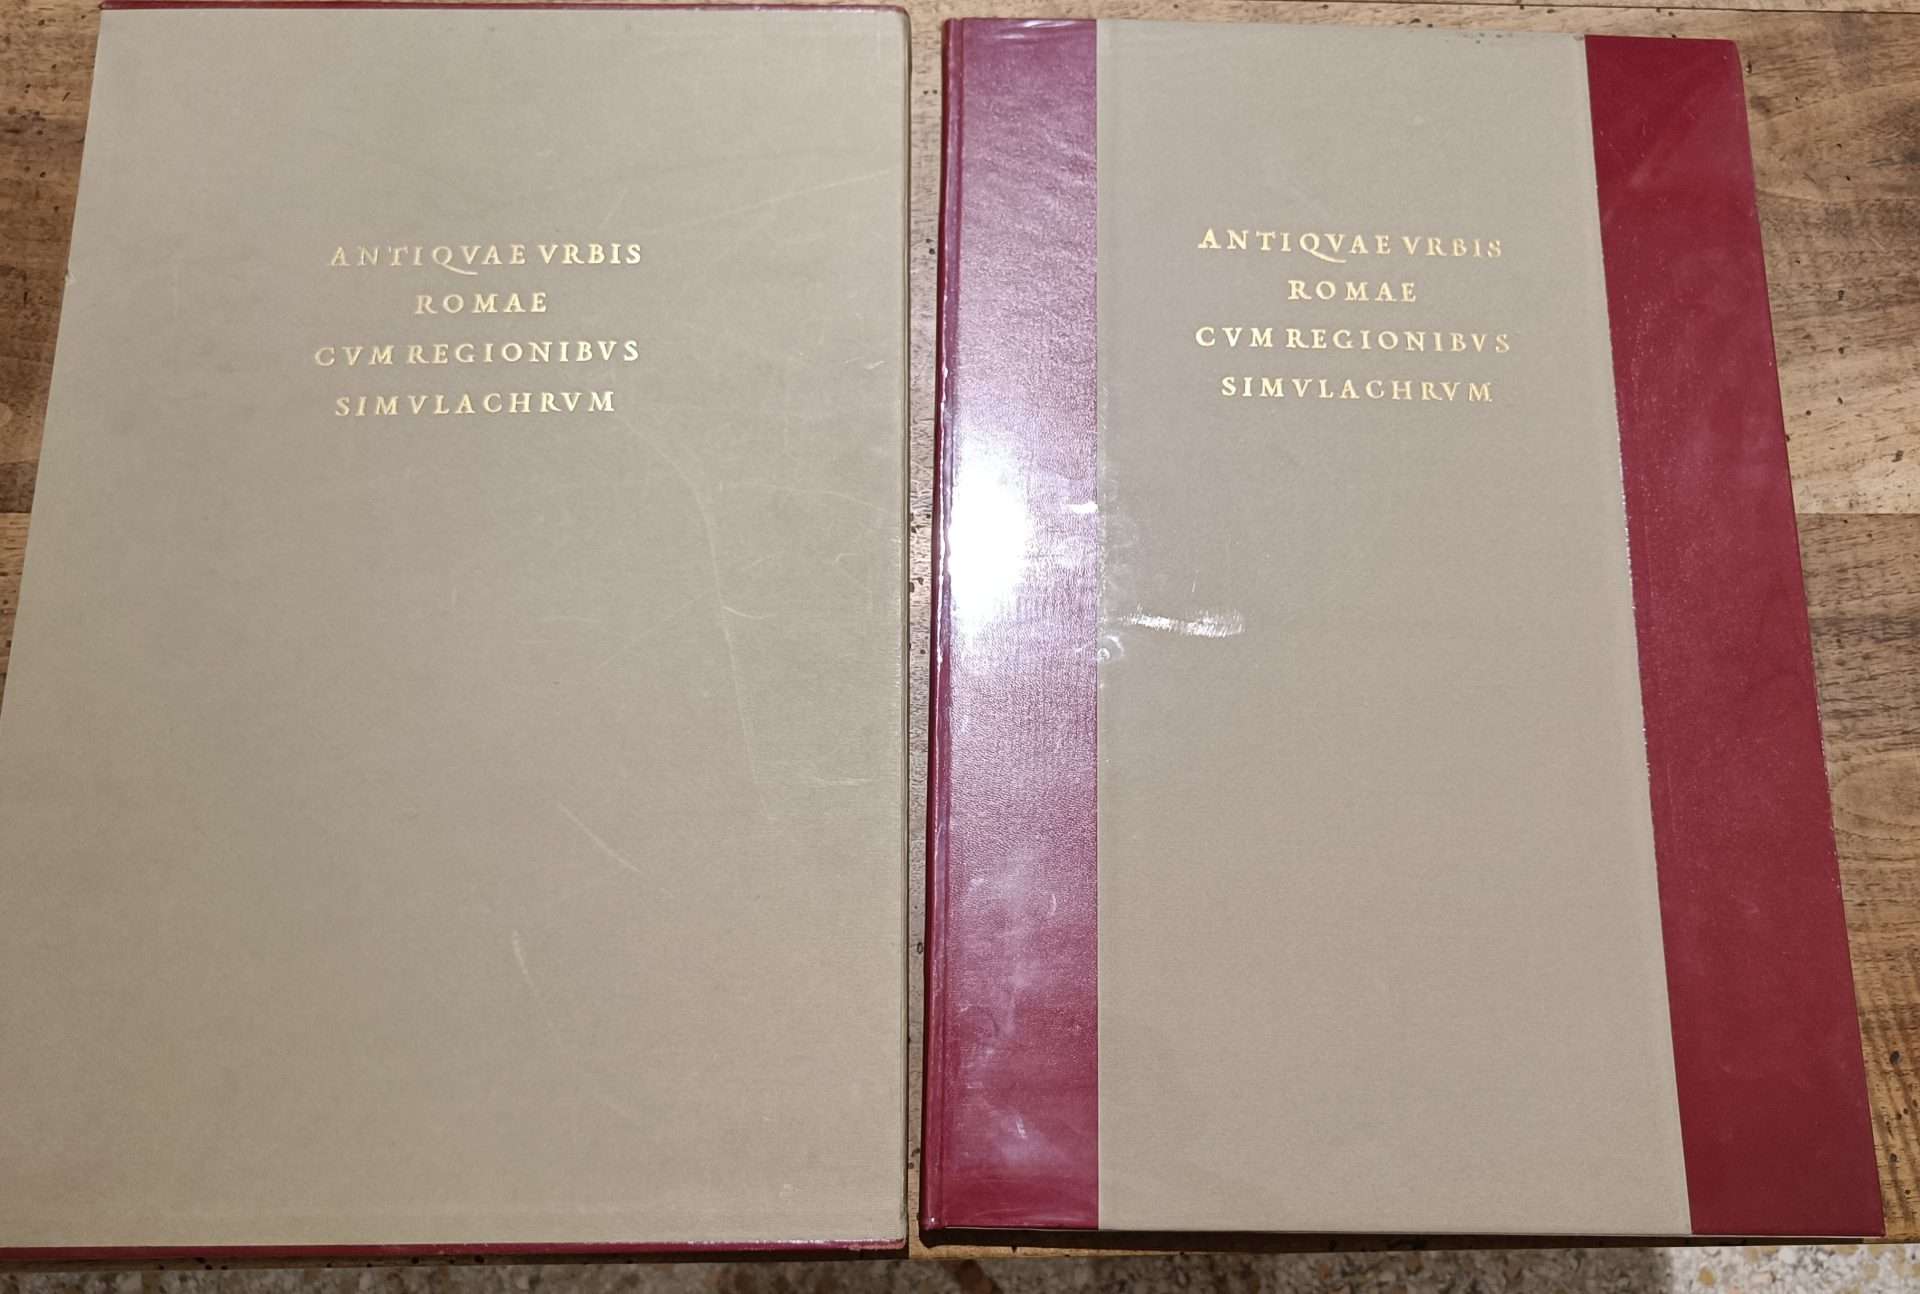 ANTIQVAE VRBIS
ROMAE
CVM REGIONIBVS
SIMVLACHRVM
ANTIQVAE VRBIS
ROMAE
CVM REGIONIBVS
SIMVLACHRVM